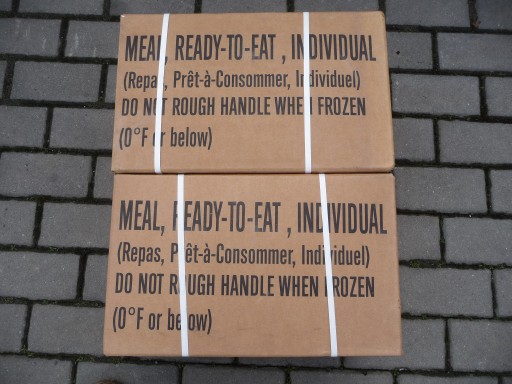 MEAL, READY-TO-EAT , INDIVIDUAL
(Repas, Prêt-à-Consommer, Individuel)
DO NOT ROUGH HANDLE WHEN FROZEN
(0°F or below)
MEAL, READY-TO-EAT , INDIVIDUAL
(Repas, Prêt-à-Consommer, Individuel)
DO NOT ROUGH HANDLE WHEN FROZEN
(0°F or below)